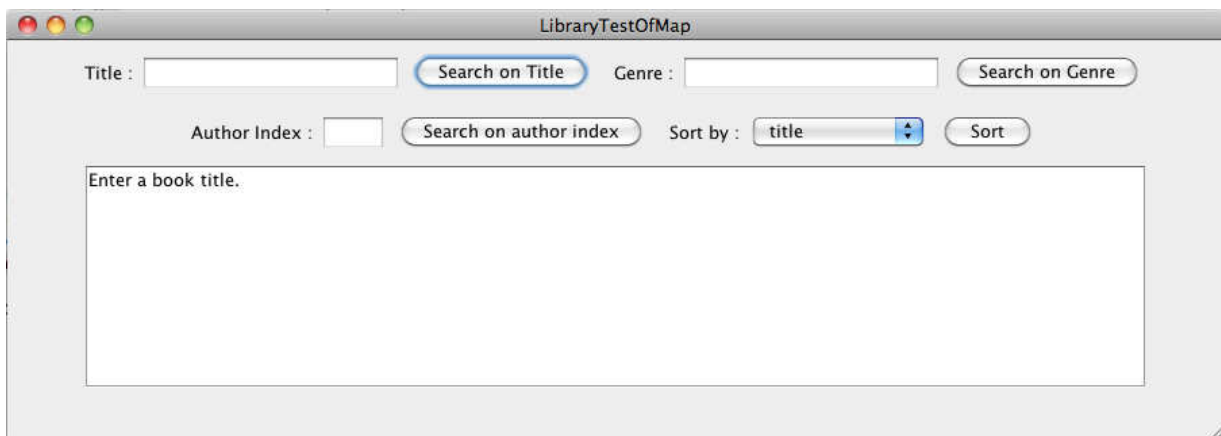 LibraryTestOfMap
Title : Search on Title Genre : Search on Genre
Author Index : Search on author index Sort by : title Sort
Enter a book title.